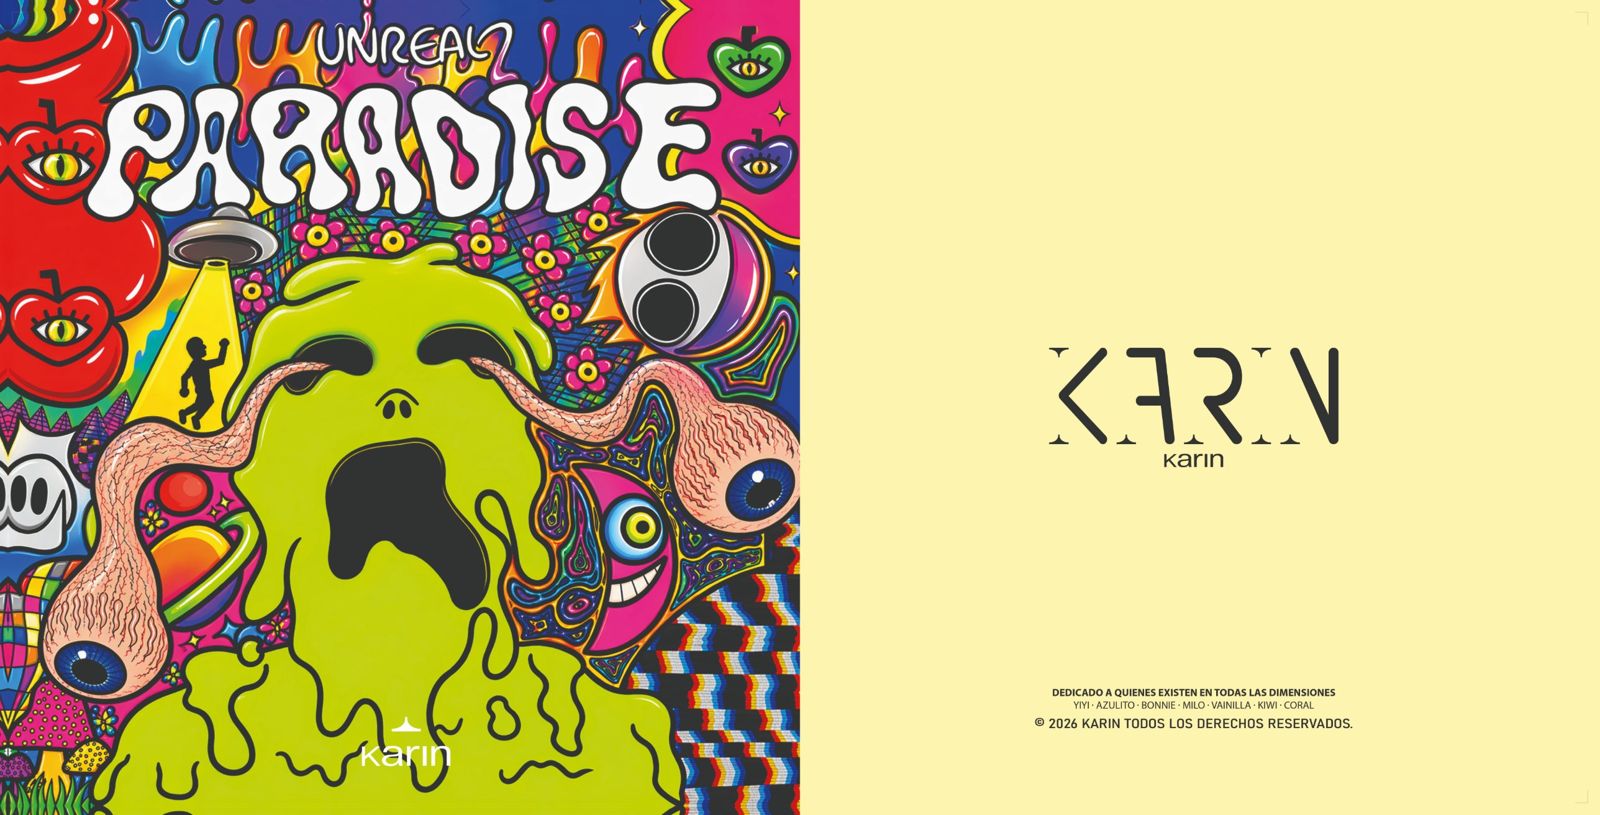 UNREAL
PARADISE
karin
KARIN
karin
DEDICADO A QUIENES EXISTEN EN TODAS LAS DIMENSIONES
YIYI · AZULITO · BONNIE · MILO · VAINILLA · KIWI · CORAL
© 2026 KARIN TODOS LOS DERECHOS RESERVADOS.